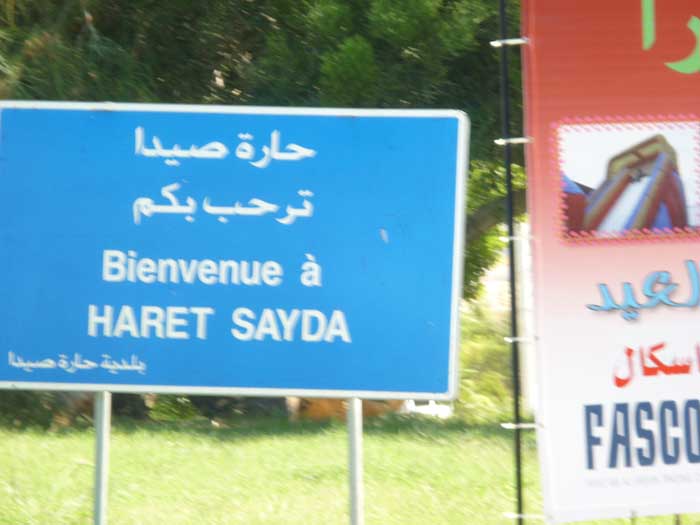 حارة صيدا
ترحب بكم
Bienvenue à
HARET SAYDA
بلدية حارة صيدا
العيد
اسكال
FASCO